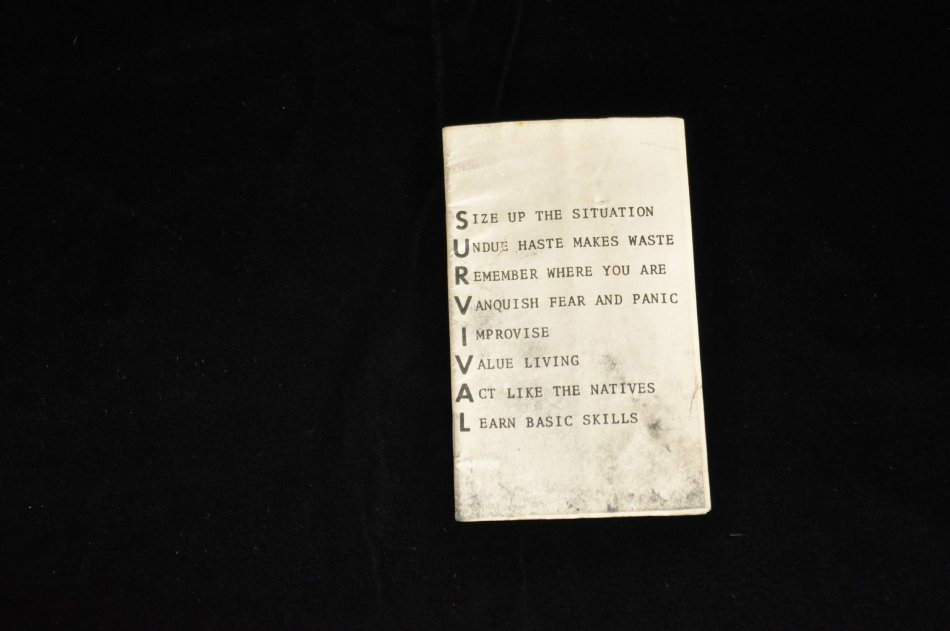 SIZE UP THE SITUATION
UNDUE HASTE MAKES WASTE
REMEMBER WHERE YOU ARE
VANQUISH FEAR AND PANIC
IMPROVISE
VALUE LIVING
ACT LIKE THE NATIVES
LEARN BASIC SKILLS